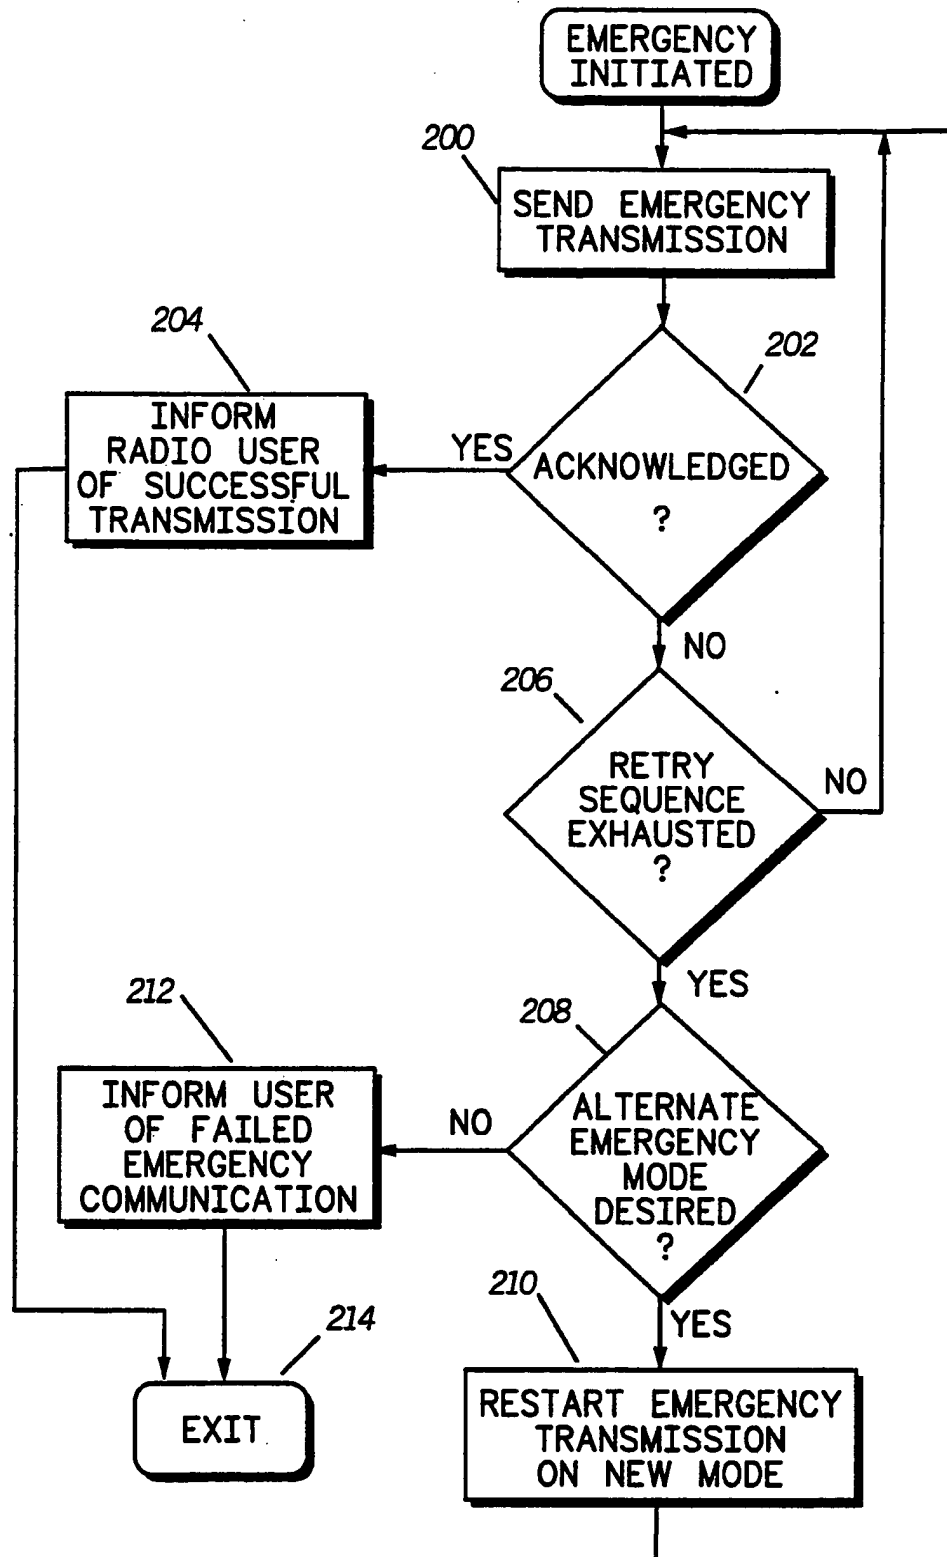 EMERGENCY
INITIATED
200
SEND EMERGENCY
TRANSMISSION
204
202
INFORM
RADIO USER
OF SUCCESSFUL
TRANSMISSION
YES
ACKNOWLEDGED
?
NO
206
RETRY
SEQUENCE
EXHAUSTED
?
NO
YES
212
208
INFORM USER
OF FAILED
EMERGENCY
COMMUNICATION
NO
ALTERNATE
EMERGENCY
MODE
DESIRED
?
210
YES
214
EXIT
RESTART EMERGENCY
TRANSMISSION
ON NEW MODE